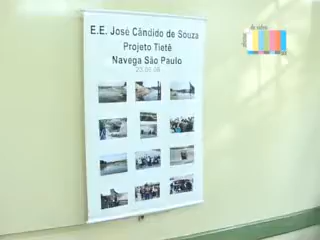 E.E. José Cândido de Souza
Projeto Tietê
Navega São Paulo